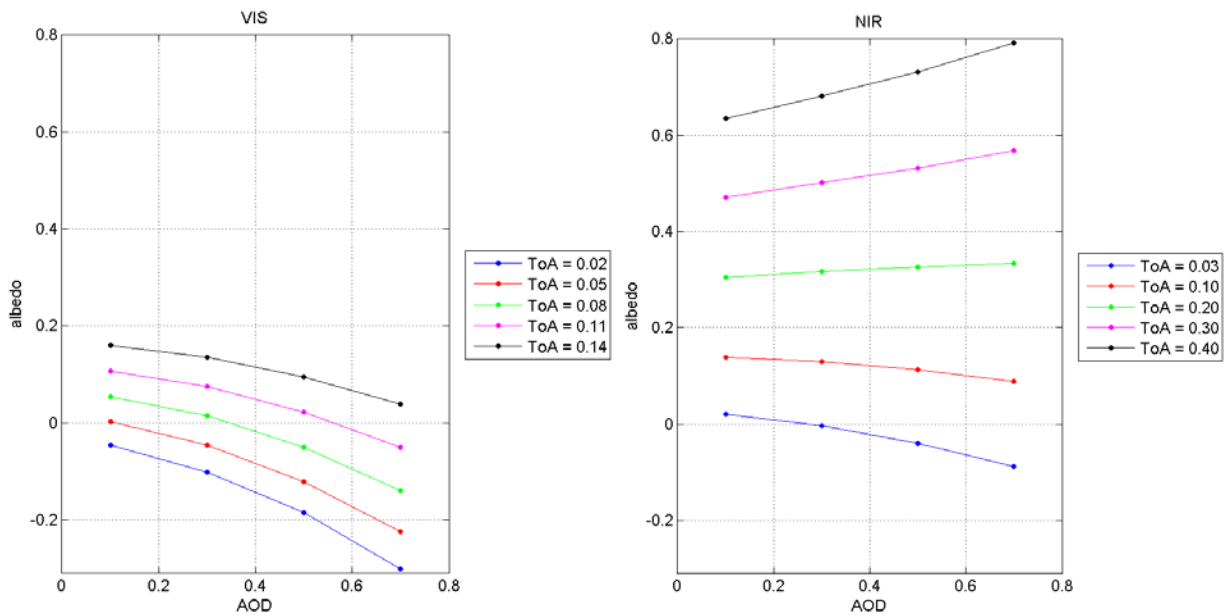 VIS
0.8
0.6
0.4
0.2
0
-0.2
albedo
0
0.2
0.4
0.6
0.8
AOD
ToA = 0.02
ToA = 0.05
ToA = 0.08
ToA = 0.11
ToA = 0.14
NIR
0.8
0.6
0.4
0.2
0
-0.2
albedo
0
0.2
0.4
0.6
0.8
AOD
ToA = 0.03
ToA = 0.10
ToA = 0.20
ToA = 0.30
ToA = 0.40